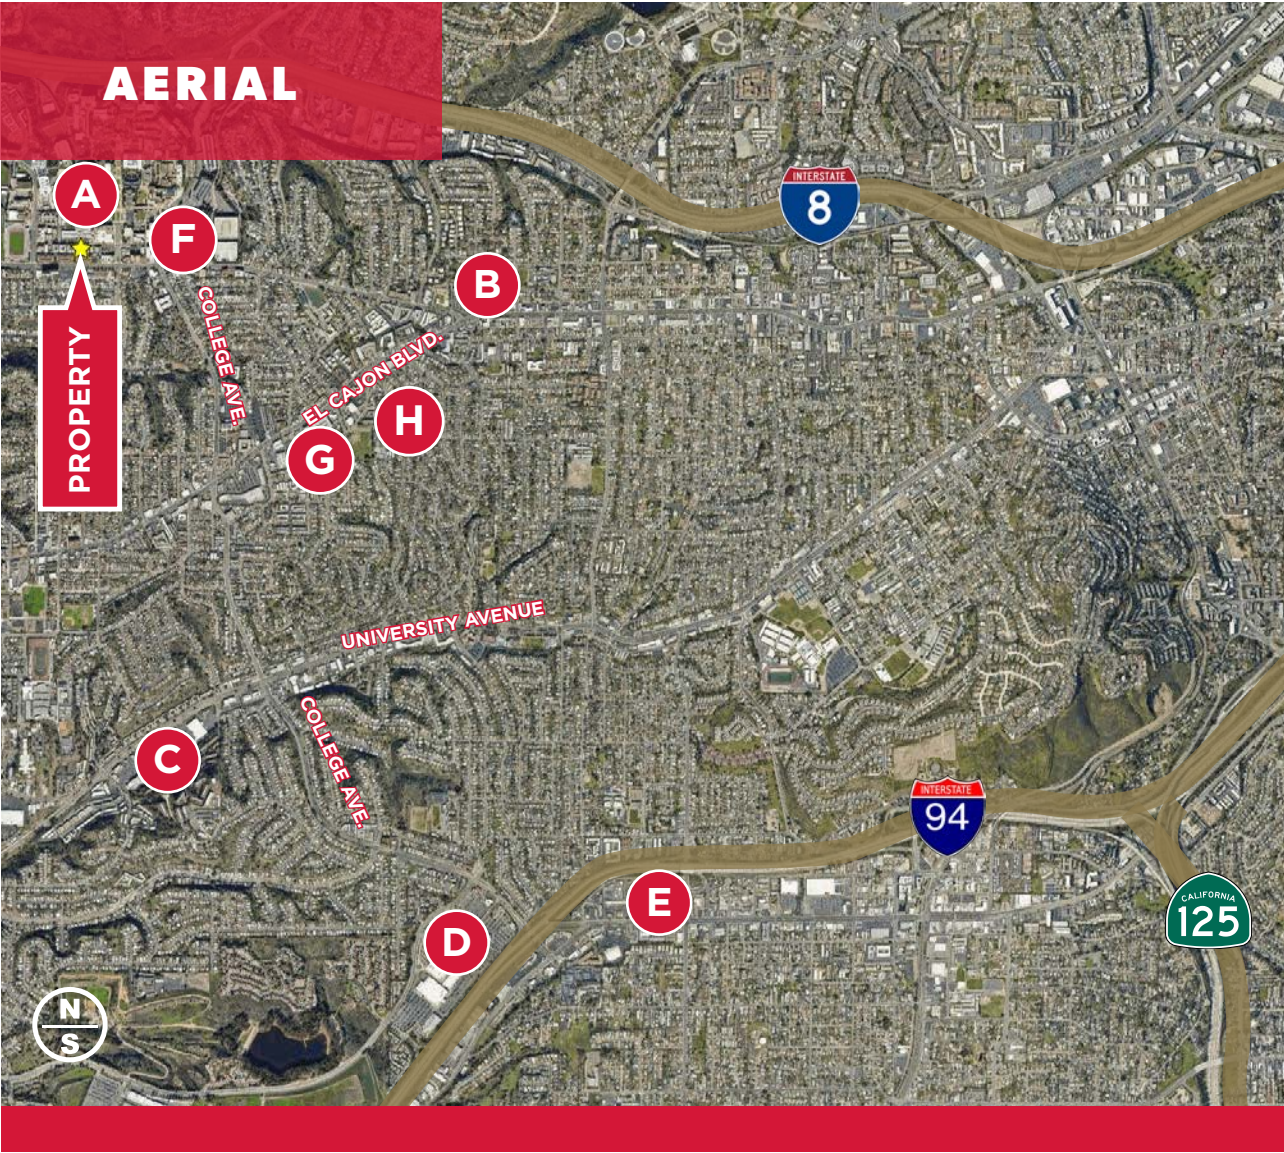 AERIAL
A
F
INTERSTATE
8
B
PROPERTY
COLLEGE AVE.
EL CAJON BLVD.
H
G
UNIVERSITY AVENUE
COLLEGE AVE.
C
INTERSTATE
94
E
CALIFORNIA
125
D
N
S